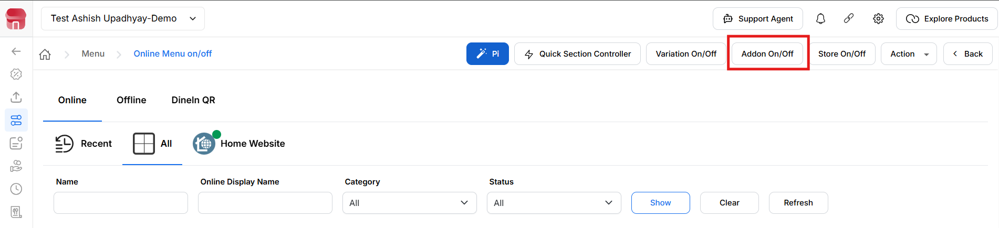 Test Ashish Upadhyay-Demo
Support Agent
Explore Products
Menu
Online Menu on/off
Pi
Quick Section Controller
Variation On/Off
Addon On/Off
Store On/Off
Action
Back
Online
Offline
DineIn QR
Recent
All
Home Website
Name
Online Display Name
Category
Status
All
All
Show
Clear
Refresh